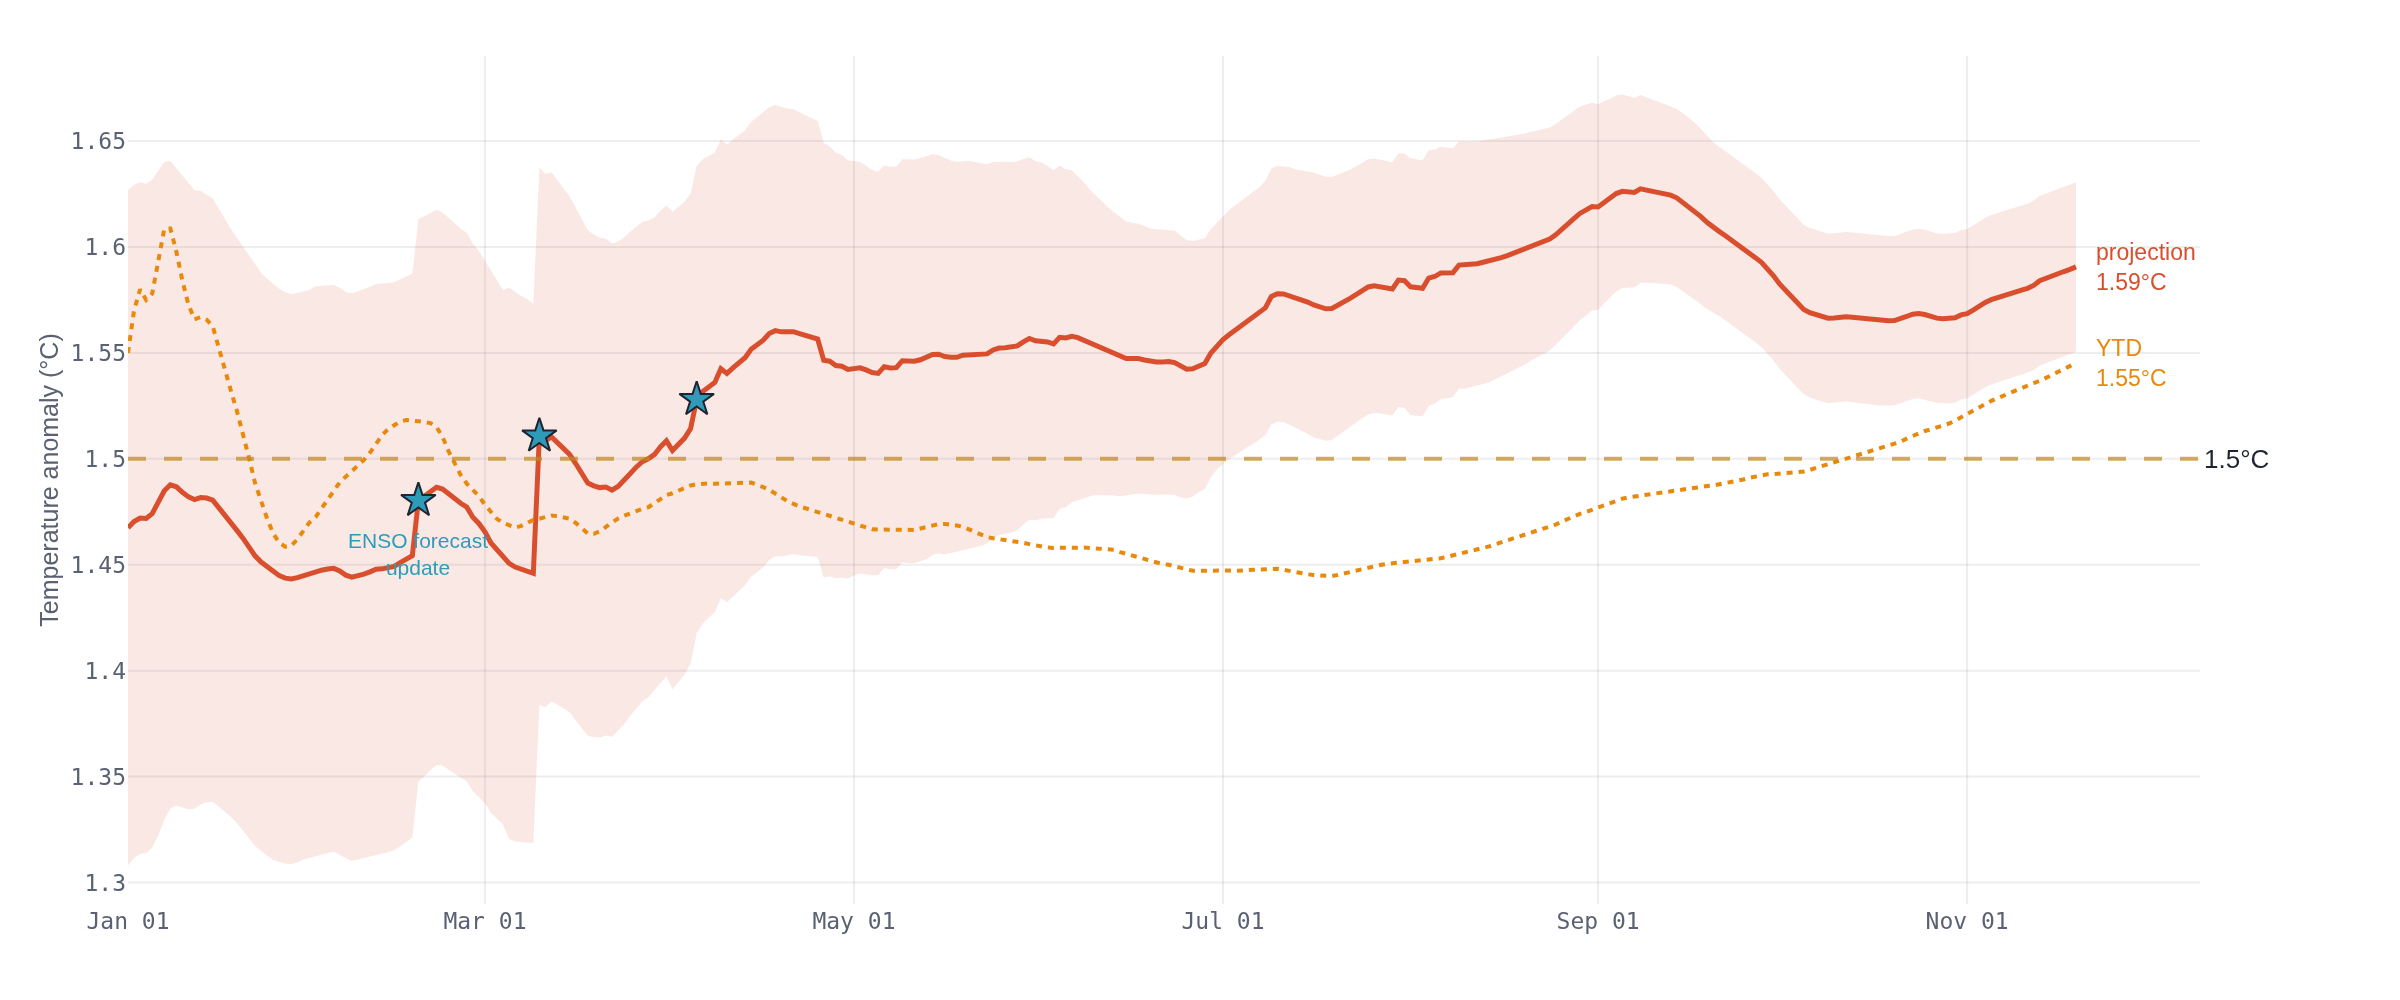 Temperature anomaly (°C)
1.65
1.6
1.55
1.5
1.45
1.4
1.35
1.3
Jan 01
Mar 01
May 01
Jul 01
Sep 01
Nov 01
ENSO forecast
update
projection
1.59°C
YTD
1.55°C
1.5°C